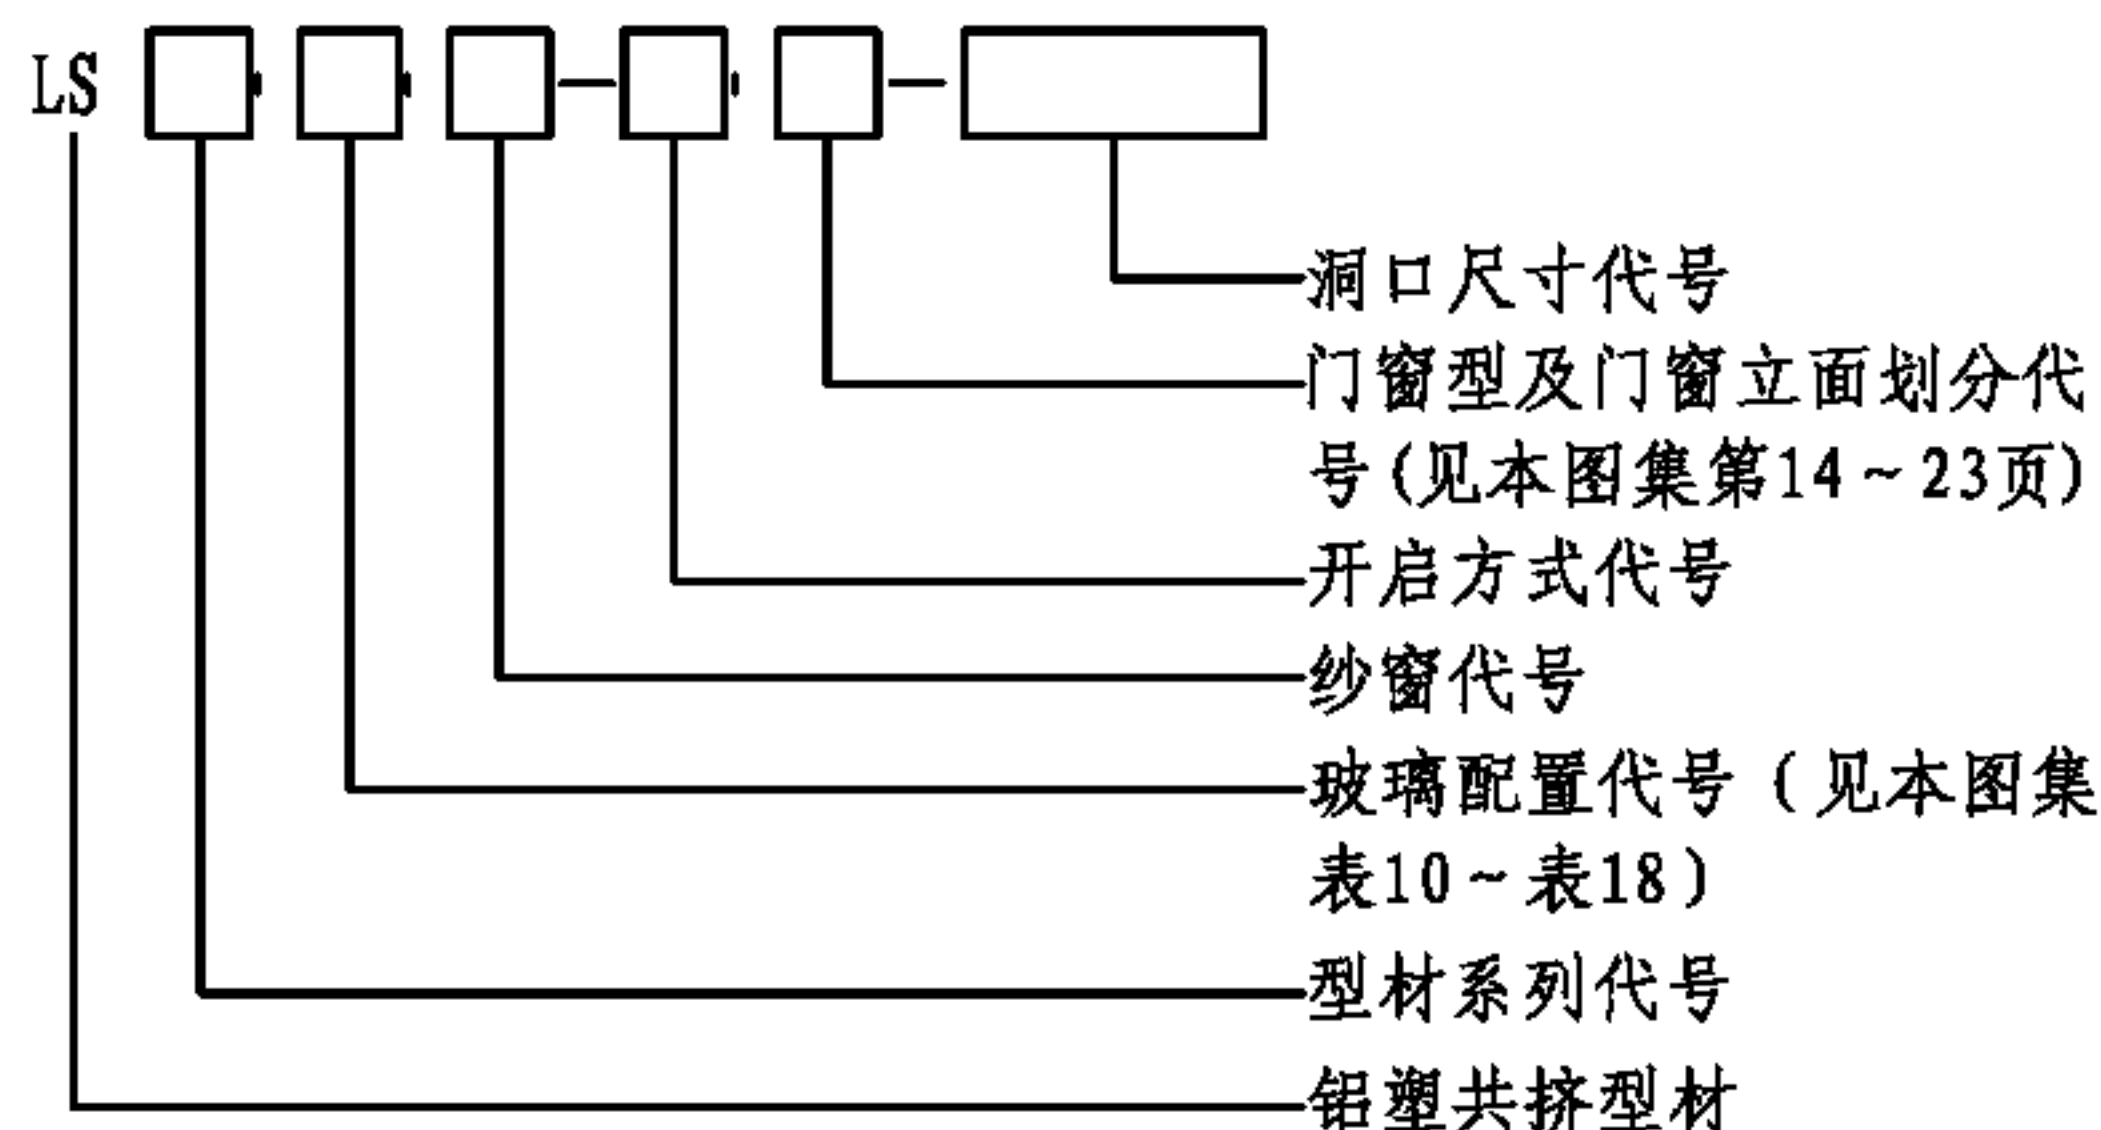 LS
洞口尺寸代号
门窗型及门窗立面划分代
号(见本图集第14～23页)
开启方式代号
纱窗代号
玻璃配置代号（见本图集
表10～表18）
型材系列代号
铝塑共挤型材